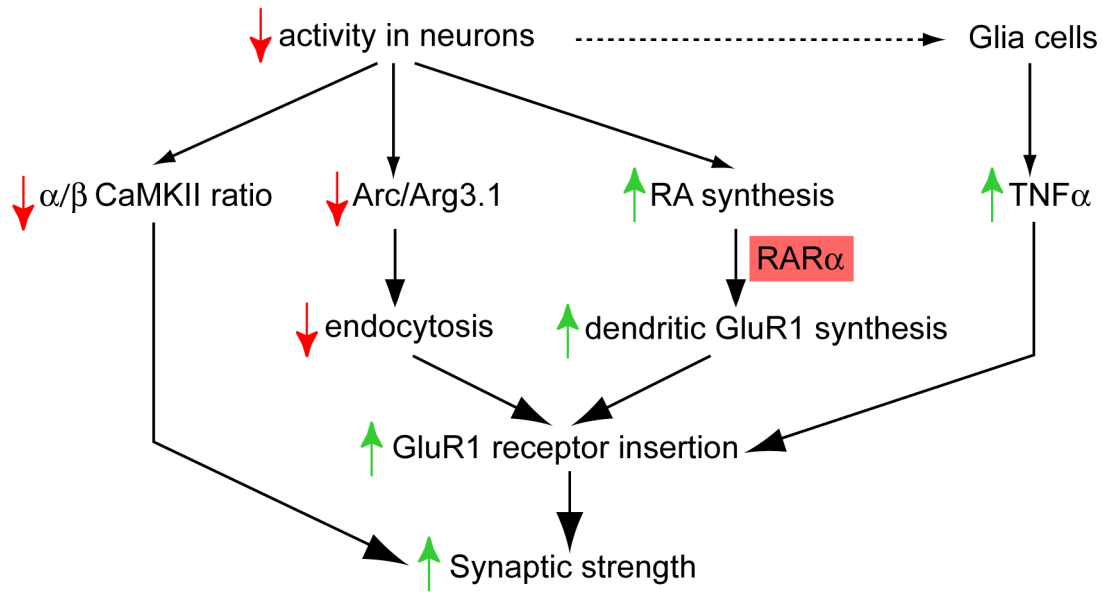 activity in neurons
Glia cells
α/β CaMKII ratio
Arc/Arg3.1
RA synthesis
TNFα
RARα
endocytosis
dendritic GluR1 synthesis
GluR1 receptor insertion
Synaptic strength